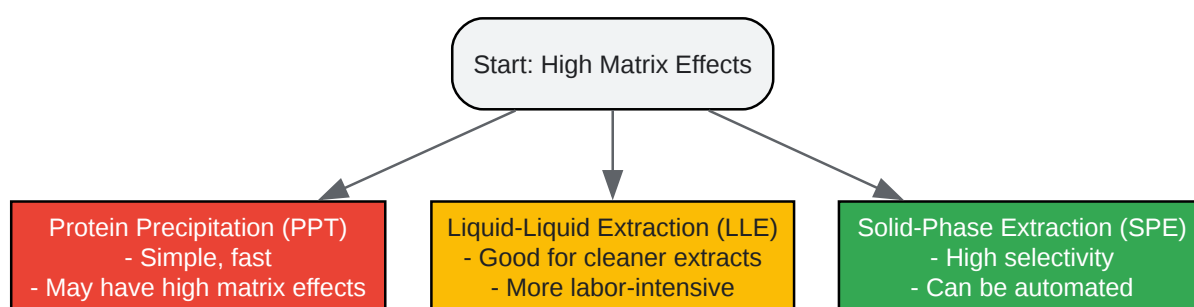 Start: High Matrix Effects
Protein Precipitation (PPT)
- Simple, fast
- May have high matrix effects
Liquid-Liquid Extraction (LLE)
- Good for cleaner extracts
- More labor-intensive
Solid-Phase Extraction (SPE)
- High selectivity
- Can be automated